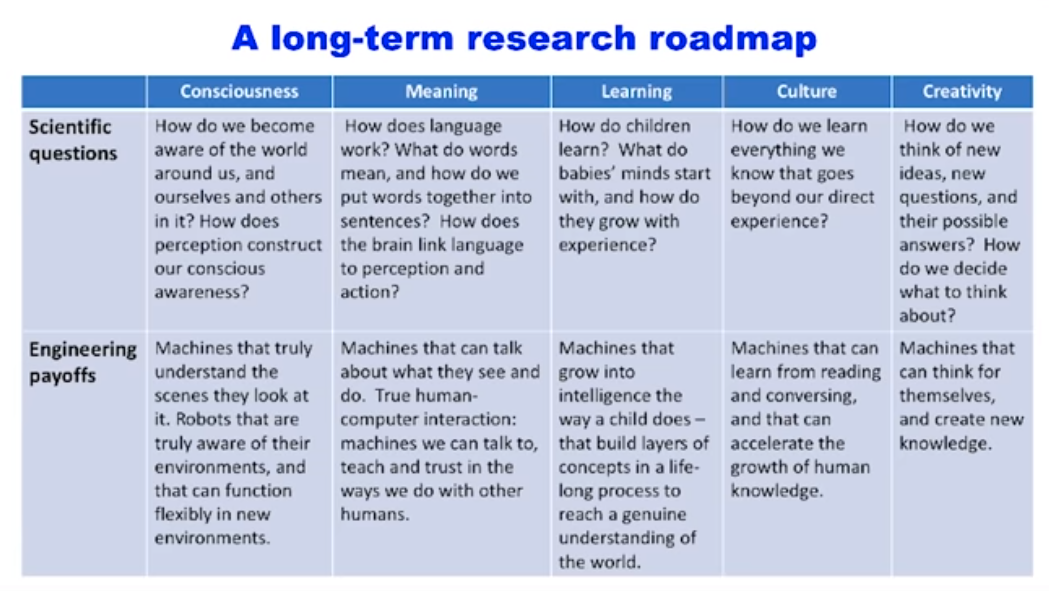 A long-term research roadmap
Consciousness
Meaning
Learning
Culture
Creativity
Scientific
questions
How do we become
aware of the world
around us, and
ourselves and others
in it? How does
perception construct
our conscious
awareness?
How does language
work? What do words
mean, and how do we
put words together into
sentences? How does
the brain link language
to perception and
action?
How do children
learn? What do
babies' minds start
with, and how do
they grow with
experience?
How do we learn
everything we
know that goes
beyond our direct
experience?
How do we
think of new
ideas, new
questions, and
their possible
answers? How
do we decide
what to think
about?
Engineering
payoffs
Machines that truly
understand the
scenes they look at
it. Robots that are
truly aware of their
environments, and
that can function
flexibly in new
environments.
Machines that can talk
about what they see and
do. True human-
computer interaction:
machines we can talk to,
teach and trust in the
ways we do with other
humans.
Machines that
grow into
intelligence the
way a child does –
that build layers of
concepts in a life-
long process to
reach a genuine
understanding of
the world.
Machines that can
learn from reading
and conversing,
and that can
accelerate the
growth of human
knowledge.
Machines that
can think for
themselves,
and create new
knowledge.